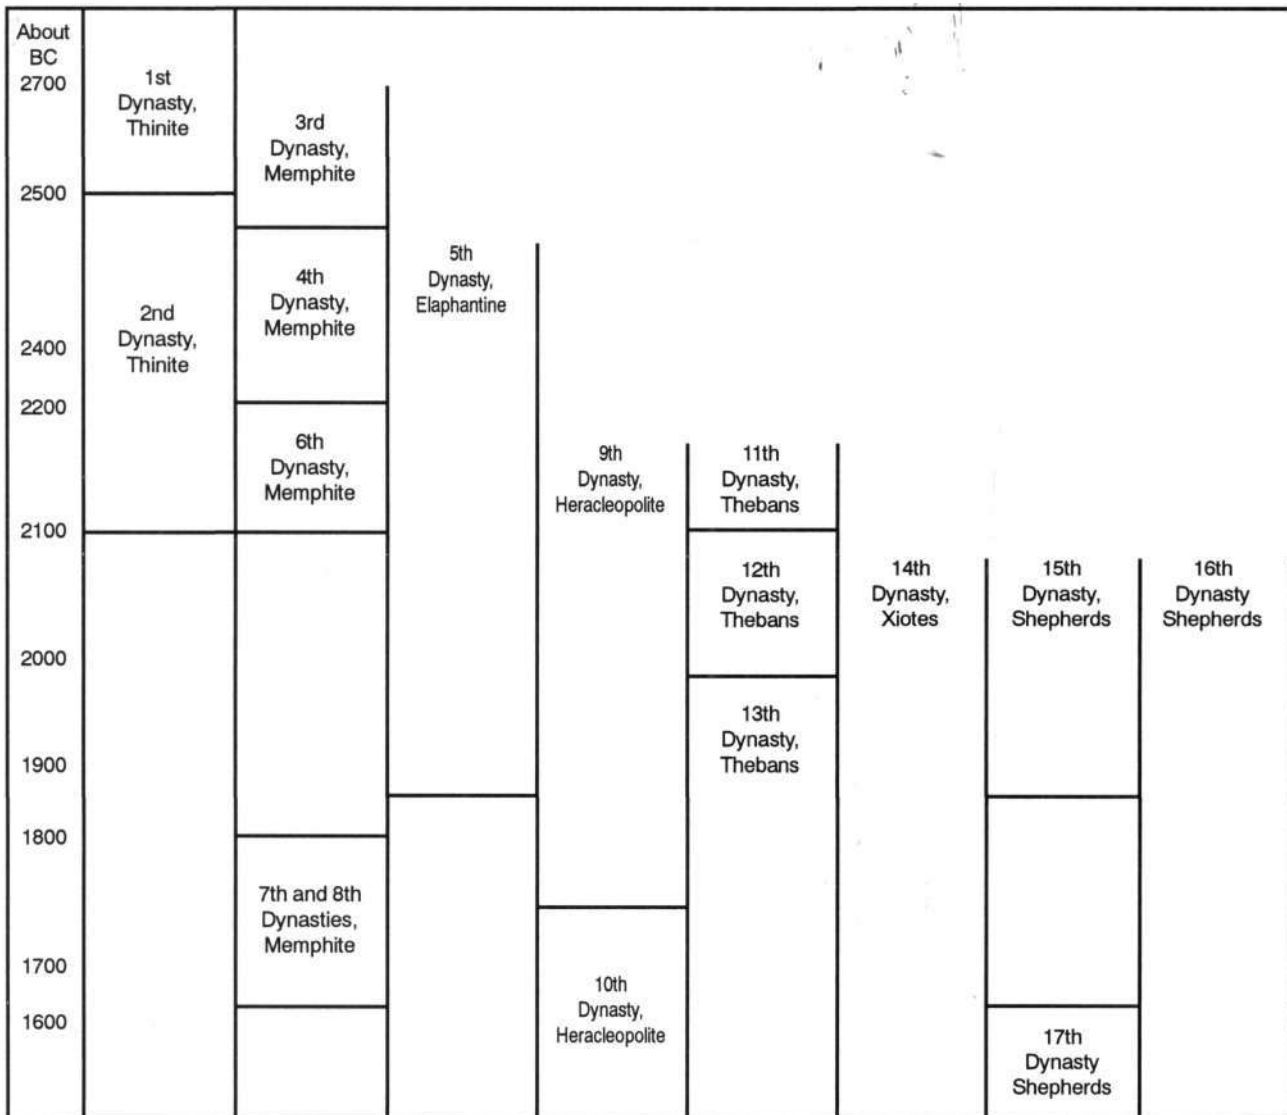 About
BC
2700
2500
2400
2200
2100
2000
1900
1800
1700
1600
1st
Dynasty,
Thinite
2nd
Dynasty,
Thinite
3rd
Dynasty,
Memphite
4th
Dynasty,
Memphite
6th
Dynasty,
Memphite
7th and 8th
Dynasties,
Memphite
5th
Dynasty,
Elaphantine
9th
Dynasty,
Heracleopolite
10th
Dynasty,
Heracleopolite
11th
Dynasty,
Thebans
12th
Dynasty,
Thebans
13th
Dynasty,
Thebans
14th
Dynasty,
Xiotes
15th
Dynasty,
Shepherds
17th
Dynasty
Shepherds
16th
Dynasty
Shepherds